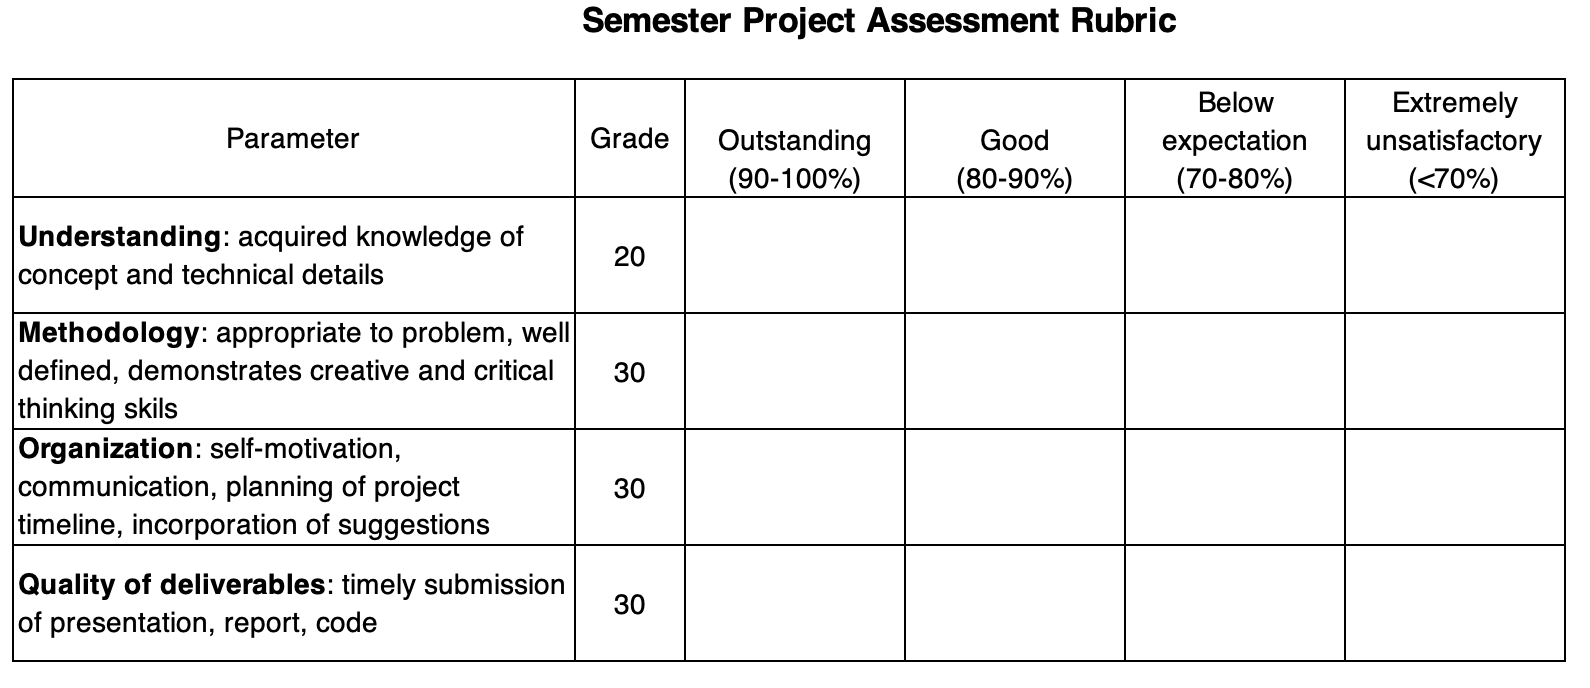 Semester Project Assessment Rubric
Parameter
Grade
Outstanding
(90-100%)
Good
(80-90%)
Below
expectation
(70-80%)
Extremely
unsatisfactory
(<70%)
Understanding: acquired knowledge of
concept and technical details
20
Methodology: appropriate to problem, well
defined, demonstrates creative and critical
thinking skils
30
Organization: self-motivation,
communication, planning of project
timeline, incorporation of suggestions
30
Quality of deliverables: timely submission
of presentation, report, code
30